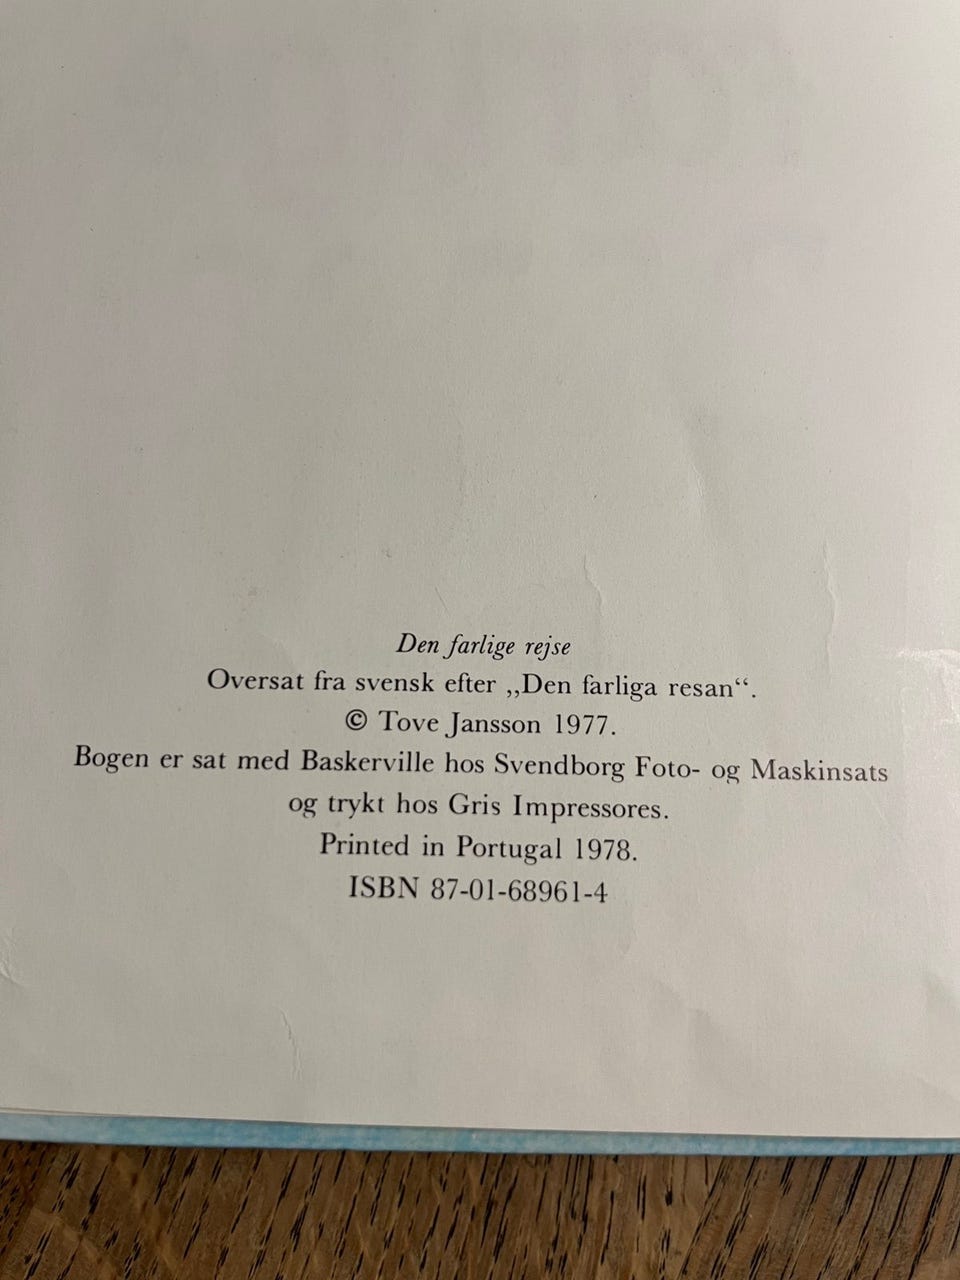 Den farlige rejse
Oversat fra svensk efter ,,Den farliga resan“.
© Tove Jansson 1977.
Bogen er sat med Baskerville hos Svendborg Foto- og Maskinsats
og trykt hos Gris Impressores.
Printed in Portugal 1978.
ISBN 87-01-68961-4